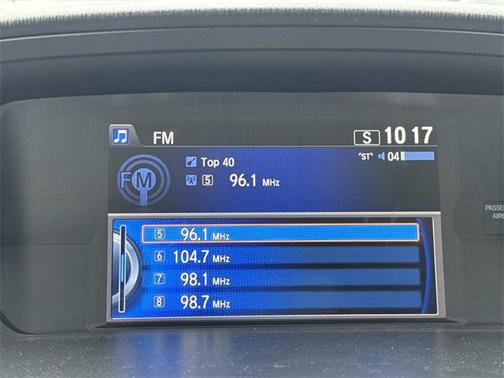 FM S 10 17
Top 40 "ST" 04
FM 5 96.1 MHz
5 96.1 MHz
6 104.7 MHz
7 98.1 MHz
8 98.7 MHz